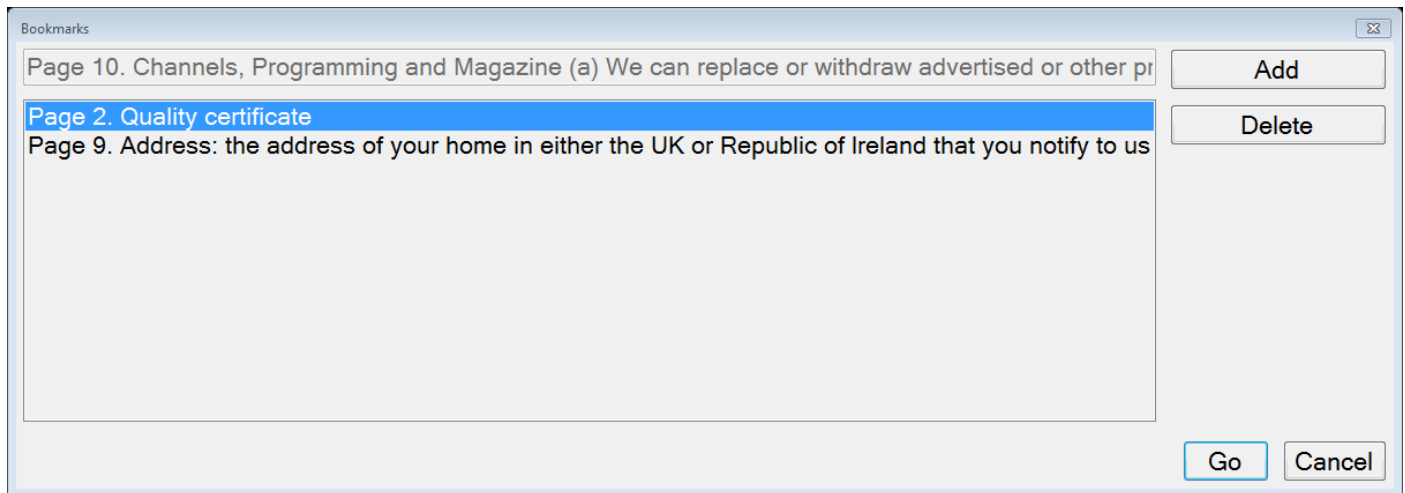 Bookmarks
Page 10. Channels, Programming and Magazine (a) We can replace or withdraw advertised or other pr
Add
Page 2. Quality certificate
Delete
Page 9. Address: the address of your home in either the UK or Republic of Ireland that you notify to us
Go
Cancel